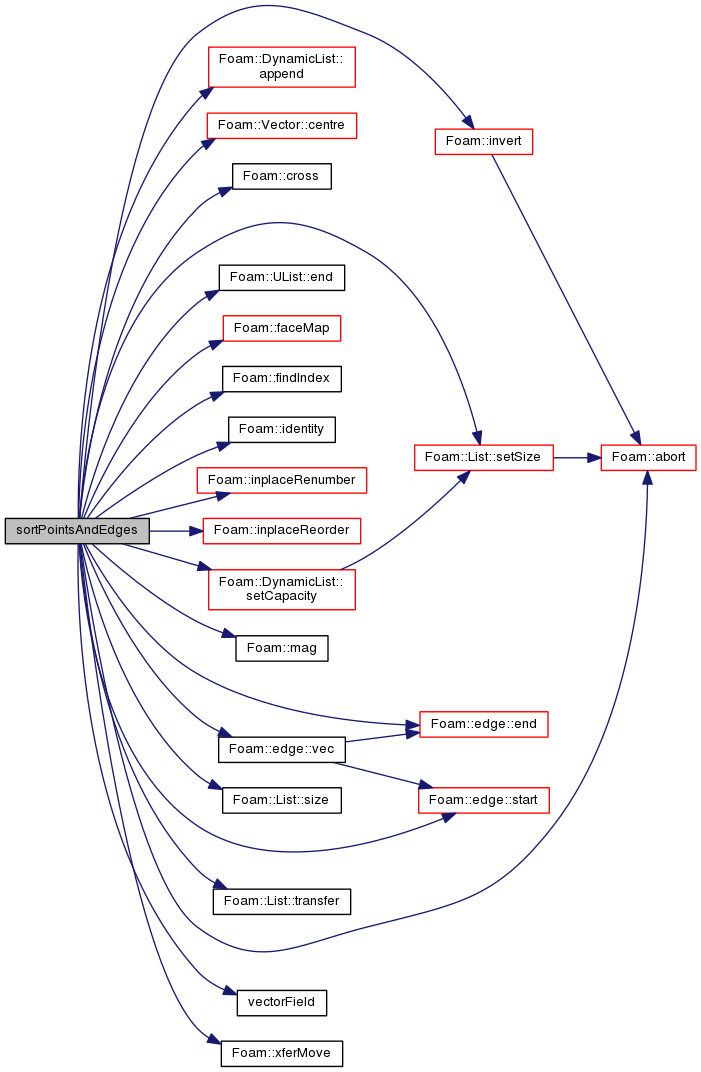 Foam::DynamicList::
append
Foam::Vector::centre
Foam::invert
Foam::cross
Foam::UList::end
Foam::faceMap
Foam::findIndex
Foam::identity
Foam::List::setSize
Foam::abort
Foam::inplaceRenumber
sortPointsAndEdges
Foam::inplaceReorder
Foam::DynamicList::
setCapacity
Foam::mag
Foam::edge::end
Foam::edge::vec
Foam::List::size
Foam::edge::start
Foam::List::transfer
vectorField
Foam::xferMove